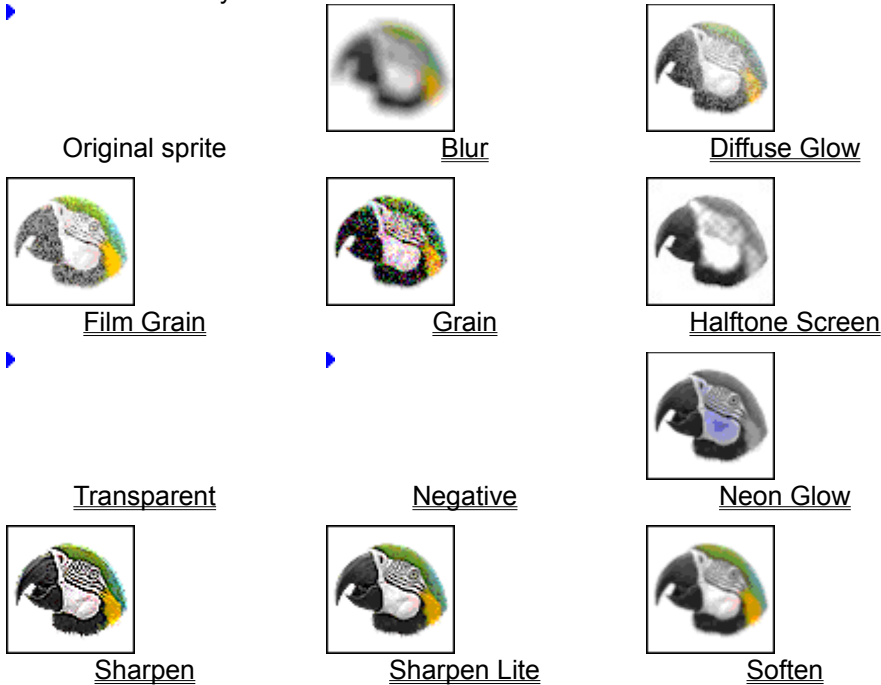 Original sprite
Blur
Diffuse Glow
Film Grain
Grain
Halftone Screen
Transparent
Negative
Neon Glow
Sharpen
Sharpen Lite
Soften